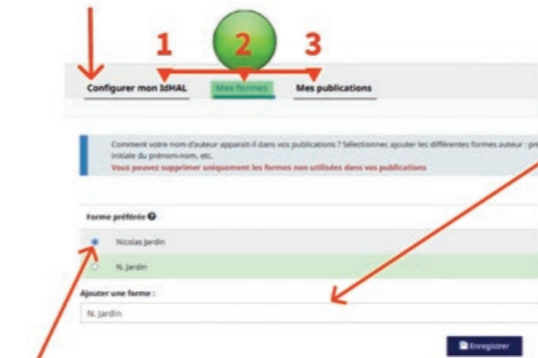 1 2 3
Configurer mon IdHAL Mes formes Mes publications
Comment votre nom d'auteur apparait-il dans vos publications ? Sélectionner, ajouter les différentes formes auteur :
initiale du prénom-nom, etc.
Vous pouvez supprimer uniquement les formes non utilisées dans vos publications
Forme préférée
Nicolas Jardin
N. Jardin
Ajouter une forme :
N. Jardin
Enregistrer